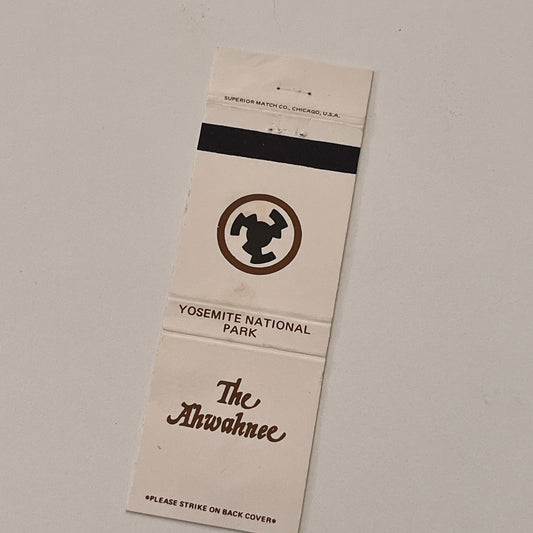 SUPERIOR MATCH CO., CHICAGO, U.S.A.
YOSEMITE NATIONAL
PARK
The
Ahwahnee
•PLEASE STRIKE ON BACK COVER•